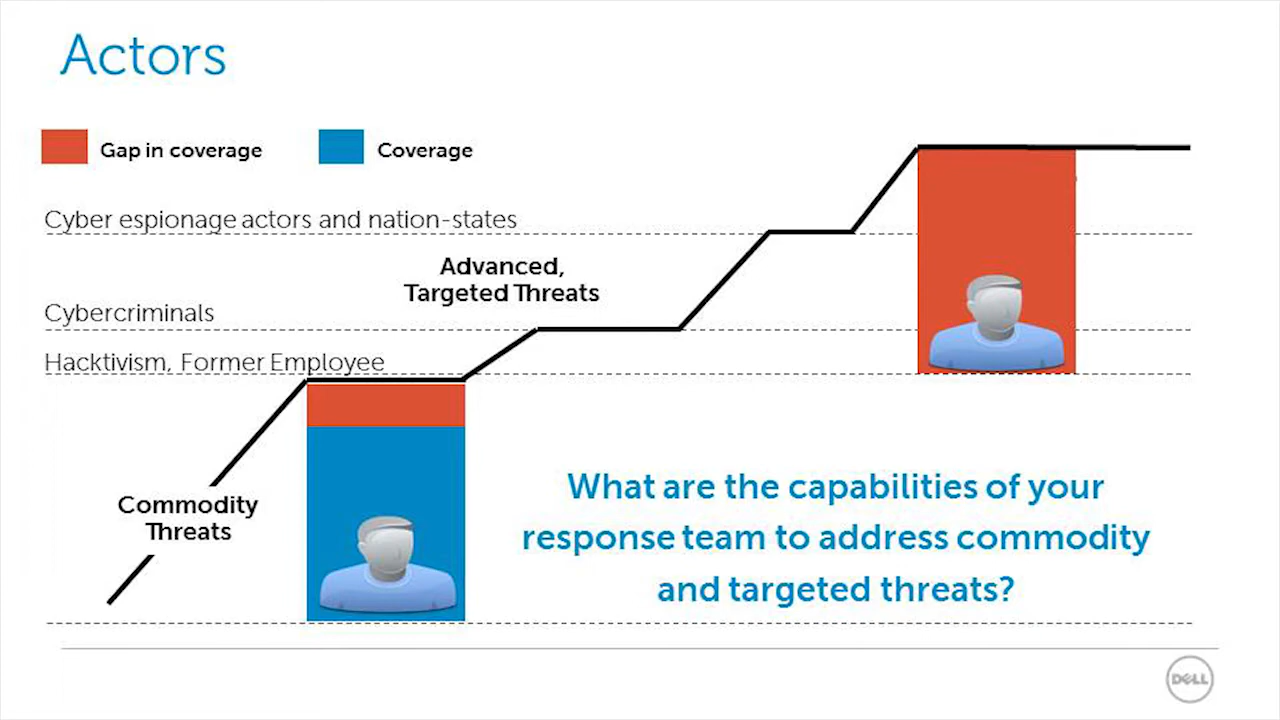 Actors
Gap in coverage
Coverage
Cyber espionage actors and nation-states
Advanced,
Targeted Threats
Cybercriminals
Hacktivism, Former Employee
Commodity
Threats
What are the capabilities of your
response team to address commodity
and targeted threats?
DELL